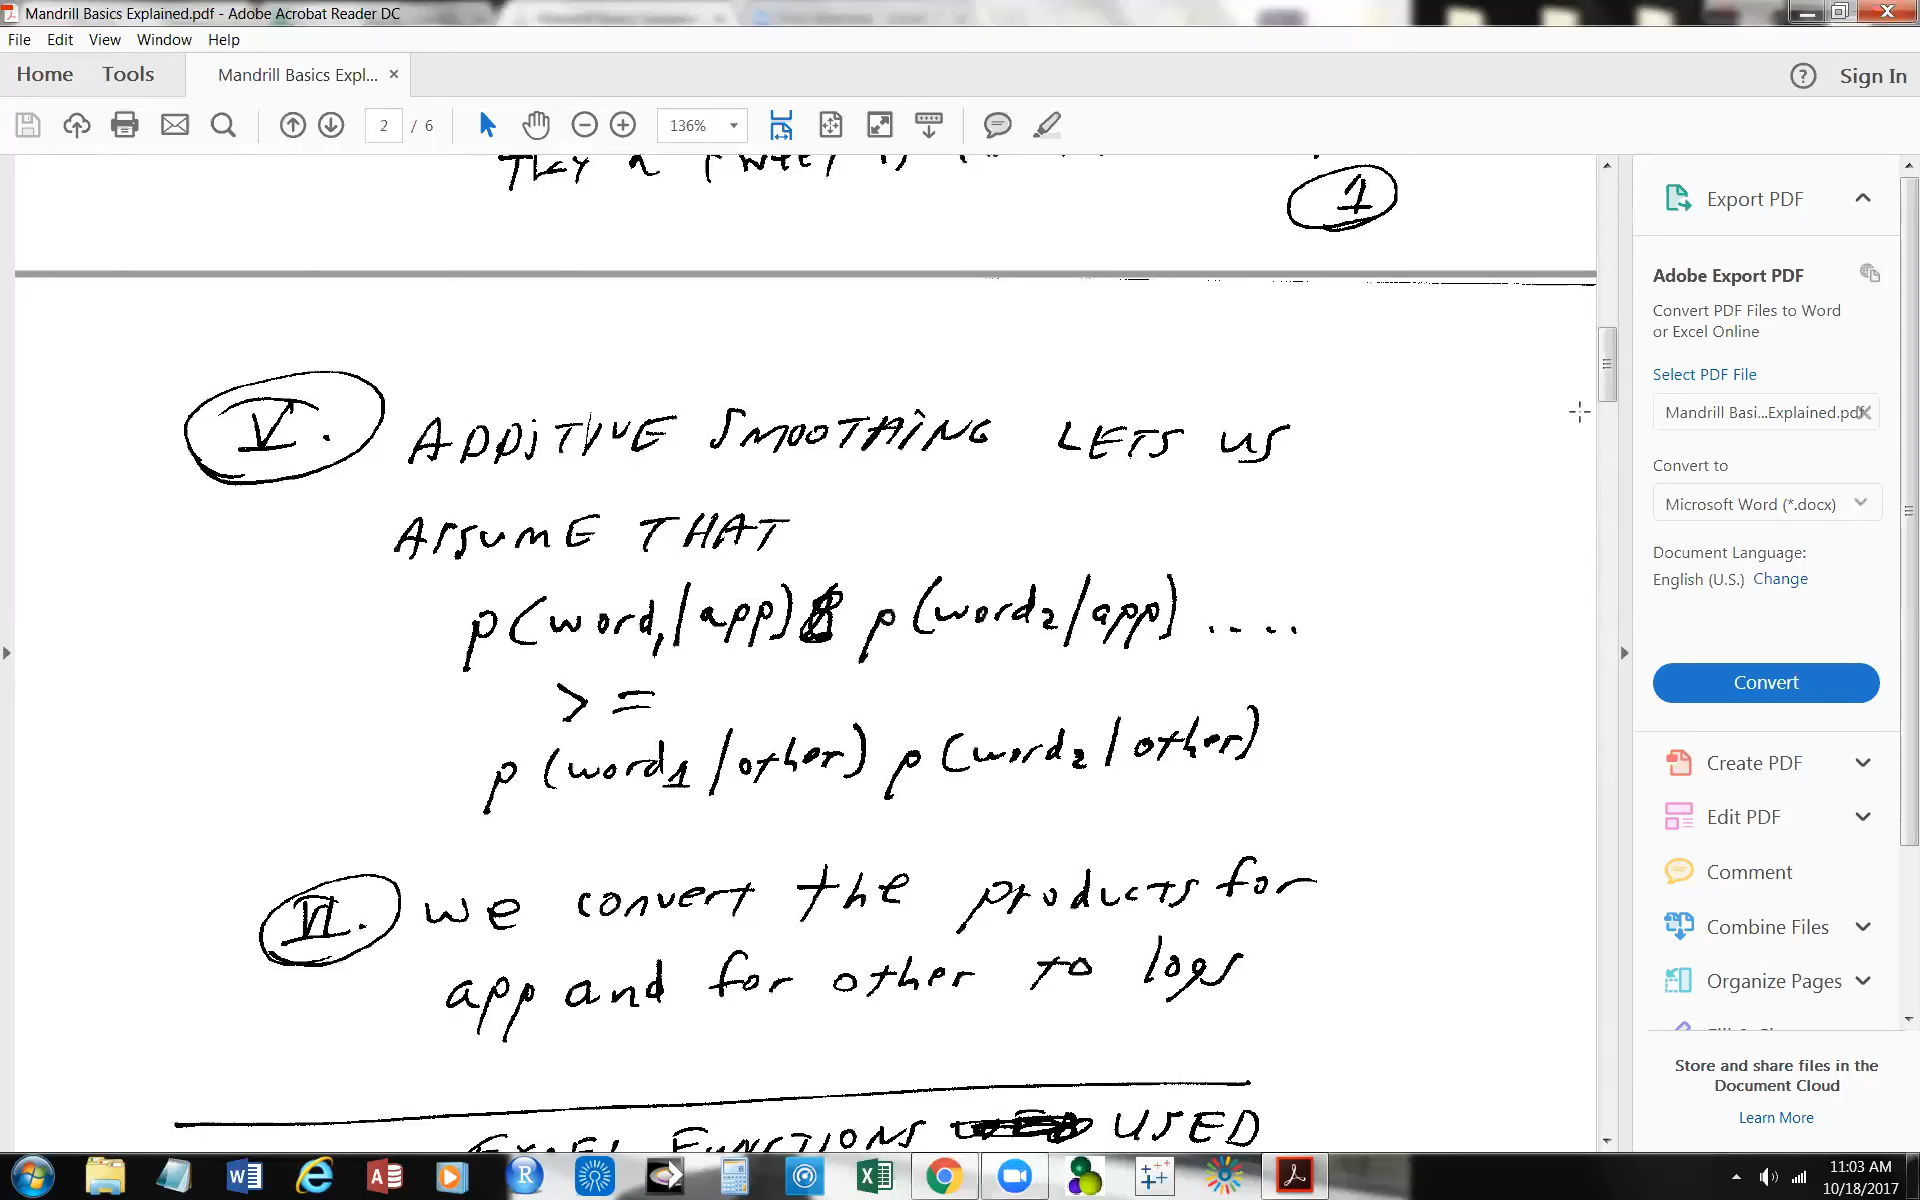 Mandrill Basics Explained.pdf - Adobe Acrobat Reader DC
File Edit View Window Help
Home Tools Mandrill Basics Expl... × ? Sign In
2 / 6 136%
1
Export PDF
Adobe Export PDF
Convert PDF Files to Word
or Excel Online
Select PDF File
Mandrill Basi...Explained.pdf
Convert to
Microsoft Word (*.docx)
Document Language:
English (U.S.) Change
Convert
Create PDF
Edit PDF
Comment
Combine Files
Organize Pages
Store and share files in the
Document Cloud
Learn More
V. ADDITIVE SMOOTHING LETS US
ASSUME THAT
p(word1/app) p(word2/app) ....
>=
p(word1/other) p(word2/other)
VI. we convert the products for
app and for other to logs
EXCEL FUNCTIONS USED
11:03 AM
10/18/2017